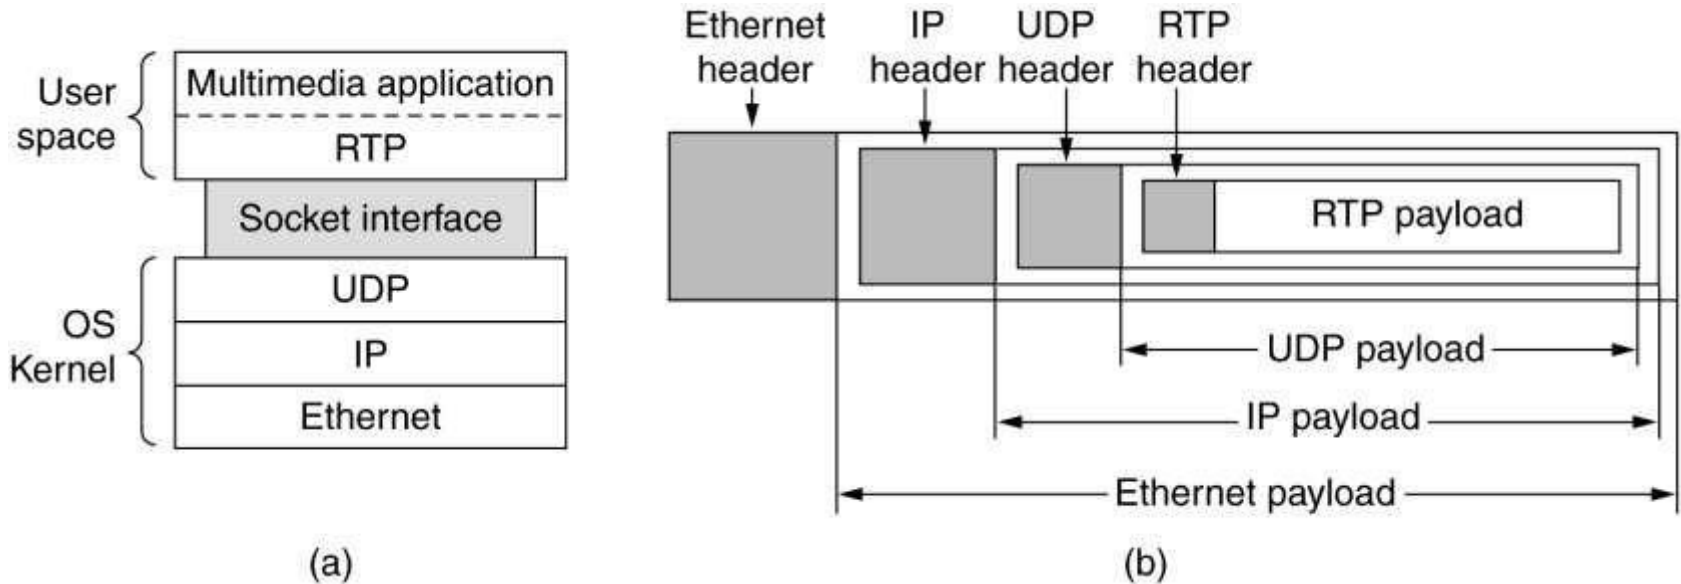 User
space
Multimedia application
RTP
Socket interface
OS
Kernel
UDP
IP
Ethernet
(a)
Ethernet
header
IP
header
UDP
header
RTP
header
RTP payload
UDP payload
IP payload
Ethernet payload
(b)